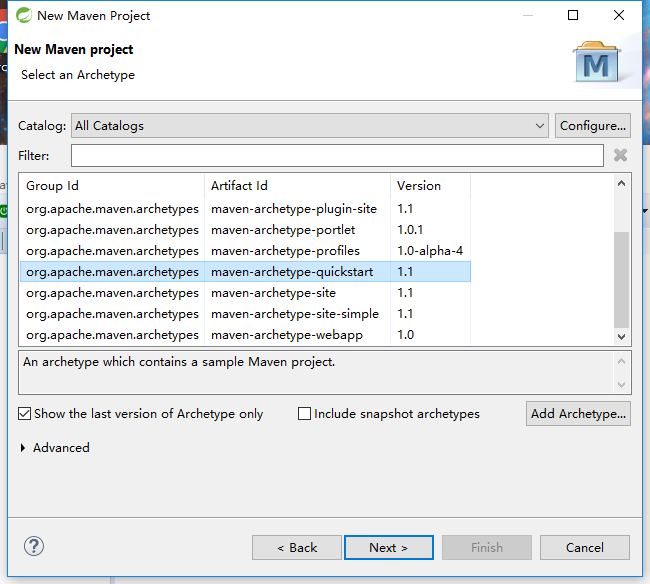 New Maven Project
New Maven project
Select an Archetype
M
Catalog: All Catalogs Configure...
Filter:
Group Id Artifact Id Version
org.apache.maven.archetypes maven-archetype-plugin-site 1.1
org.apache.maven.archetypes maven-archetype-portlet 1.0.1
org.apache.maven.archetypes maven-archetype-profiles 1.0-alpha-4
org.apache.maven.archetypes maven-archetype-quickstart 1.1
org.apache.maven.archetypes maven-archetype-site 1.1
org.apache.maven.archetypes maven-archetype-site-simple 1.1
org.apache.maven.archetypes maven-archetype-webapp 1.0
An archetype which contains a sample Maven project.
Show the last version of Archetype only Include snapshot archetypes Add Archetype...
Advanced
? < Back Next > Finish Cancel